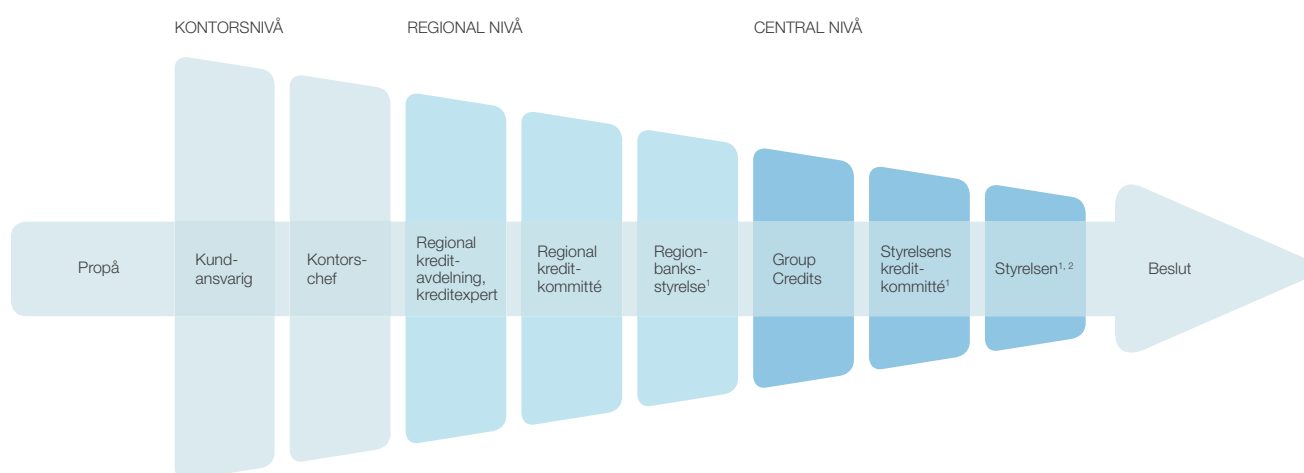 KONTORSNIVÅ
REGIONAL NIVÅ
CENTRAL NIVÅ
Propå
Kund-
ansvarig
Kontors-
chef
Regional
kredit-
avdelning,
kreditexpert
Regional
kredit-
kommitté
Region-
banks-
styrelse¹
Group
Credits
Styrelsens
kredit-
kommitté¹
Styrelsen¹˒ ²
Beslut